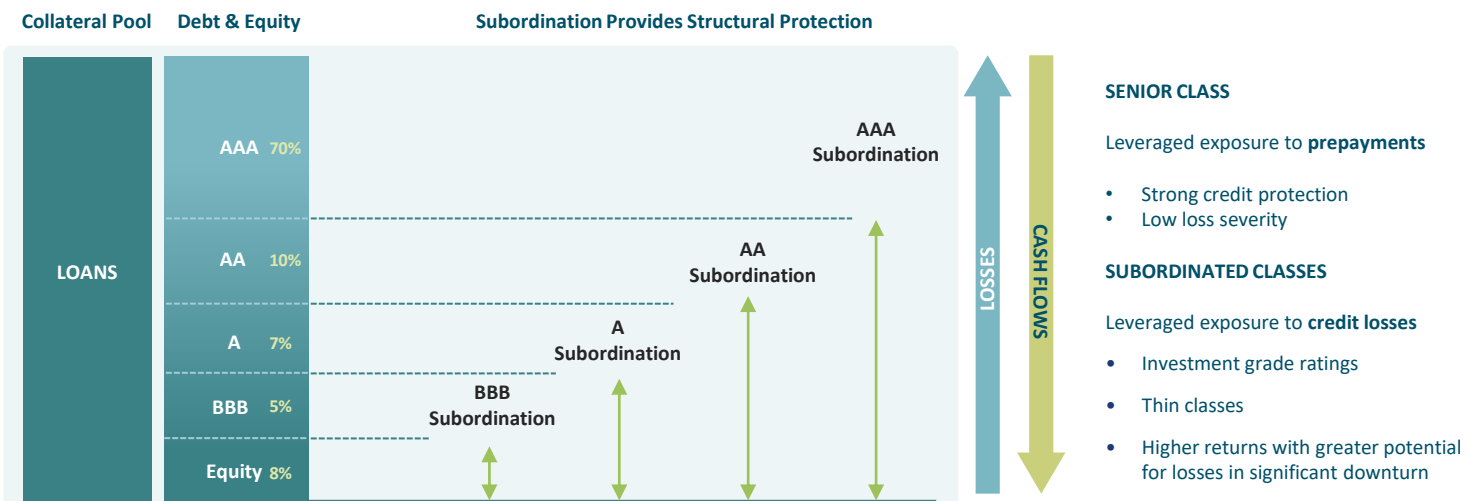 Collateral Pool
Debt & Equity
Subordination Provides Structural Protection
LOANS
AAA 70%
AA 10%
A 7%
BBB 5%
Equity 8%
BBB
Subordination
A
Subordination
AA
Subordination
AAA
Subordination
LOSSES
CASH FLOWS
SENIOR CLASS
Leveraged exposure to prepayments
• Strong credit protection
• Low loss severity
SUBORDINATED CLASSES
Leveraged exposure to credit losses
• Investment grade ratings
• Thin classes
• Higher returns with greater potential
for losses in significant downturn